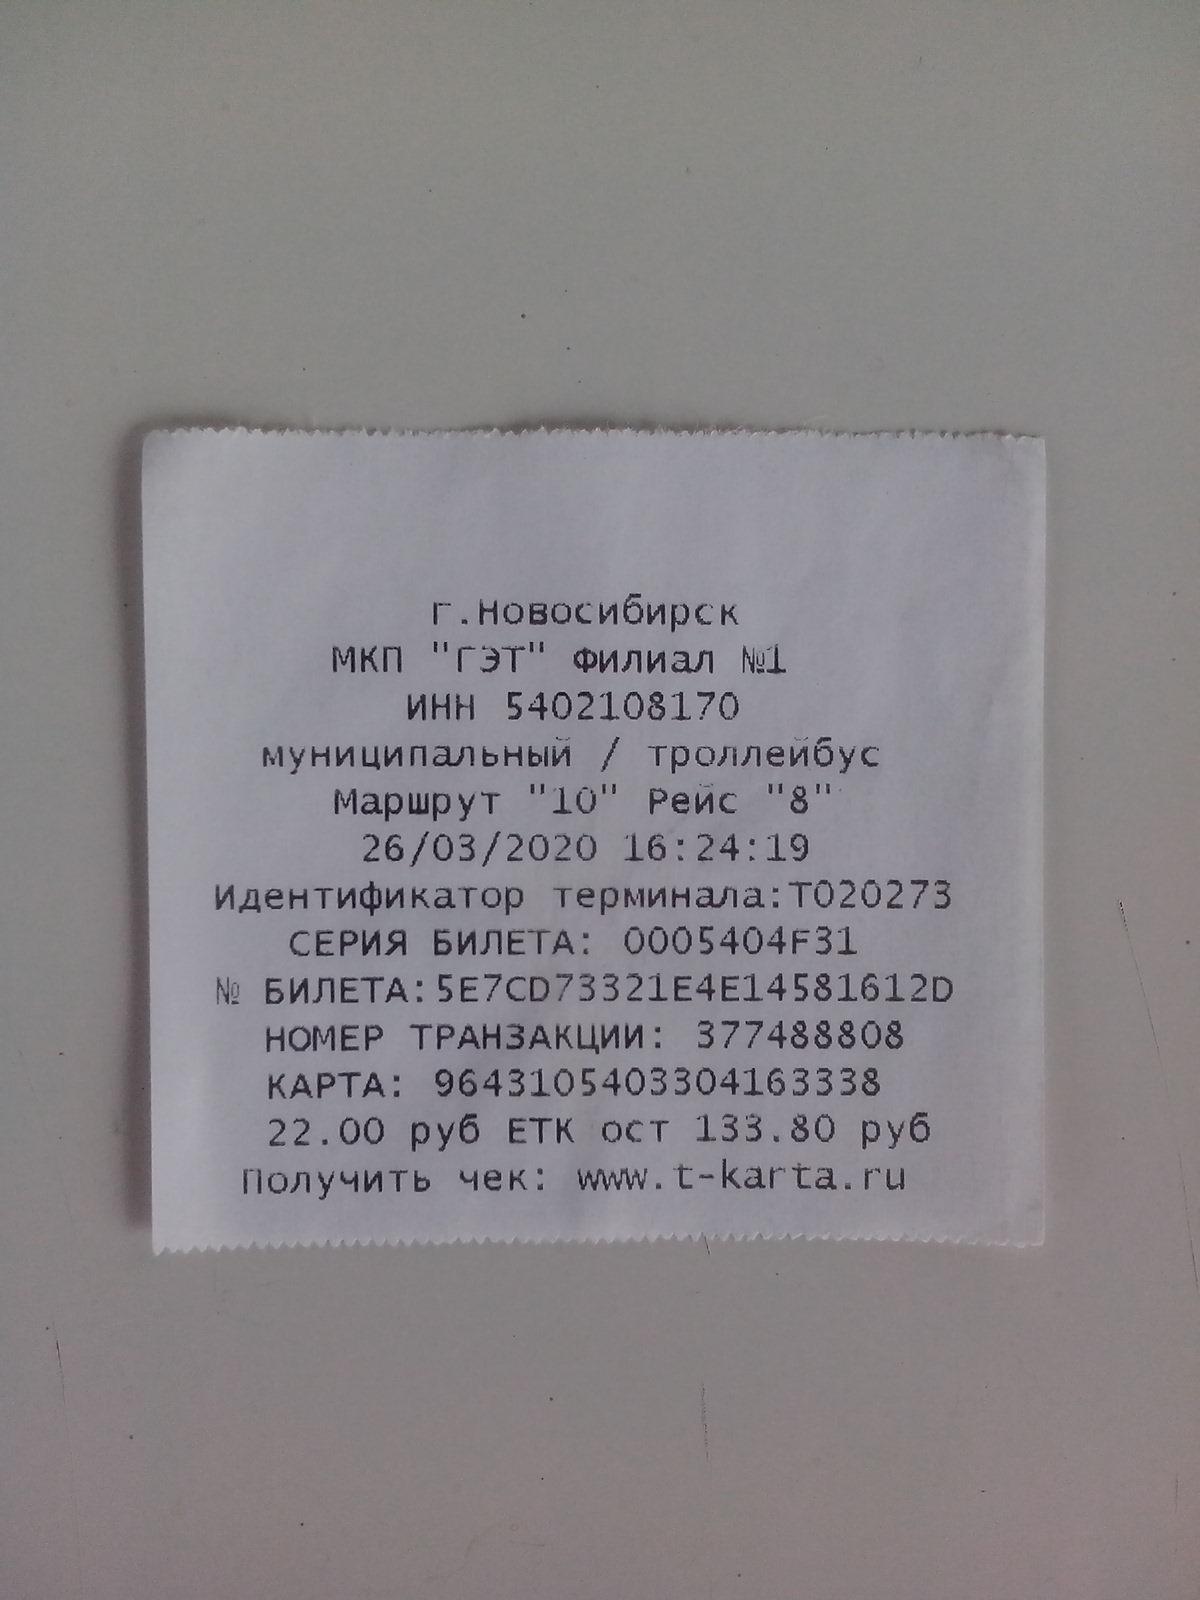 г.Новосибирск
МКП "ГЭТ" Филиал №1
ИНН 5402108170
муниципальный / троллейбус
Маршрут "10" Рейс "8"
26/03/2020 16:24:19
Идентификатор терминала:T020273
СЕРИЯ БИЛЕТА: 0005404F31
№ БИЛЕТА:5E7CD73321E4E14581612D
НОМЕР ТРАНЗАКЦИИ: 377488808
КАРТА: 9643105403304163338
22.00 руб ЕТК ост 133.80 руб
Получить чек: www.t-karta.ru